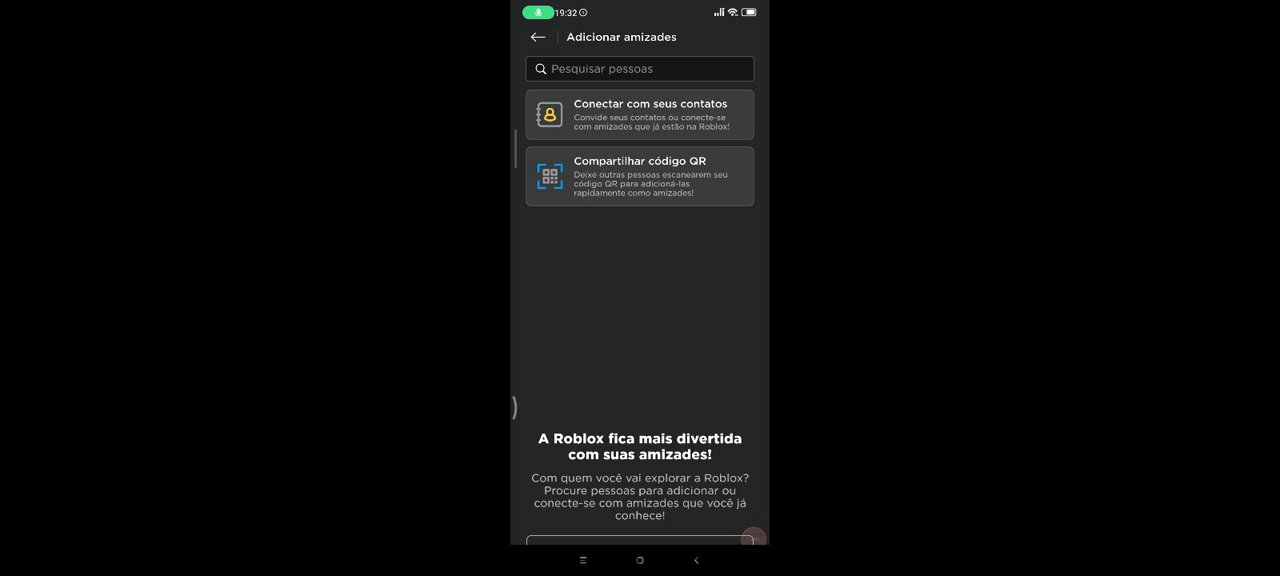 19:32
Adicionar amizades
Pesquisar pessoas
Conectar com seus contatos
Convide seus contatos ou conecte-se
com amizades que já estão na Roblox!
Compartilhar código QR
Deixe outras pessoas escanearem seu
código QR para adicioná-las
rapidamente como amizades!
A Roblox fica mais divertida
com suas amizades!
Com quem você vai explorar a Roblox?
Procure pessoas para adicionar ou
conecte-se com amizades que você já
conhece!